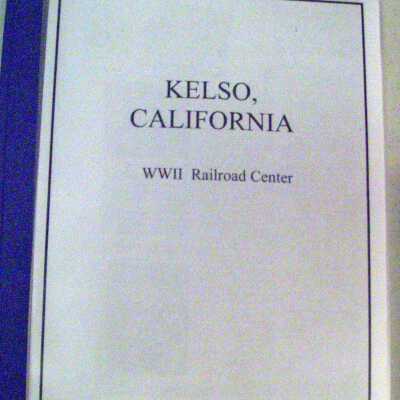 KELSO,
CALIFORNIA
WWII Railroad Center